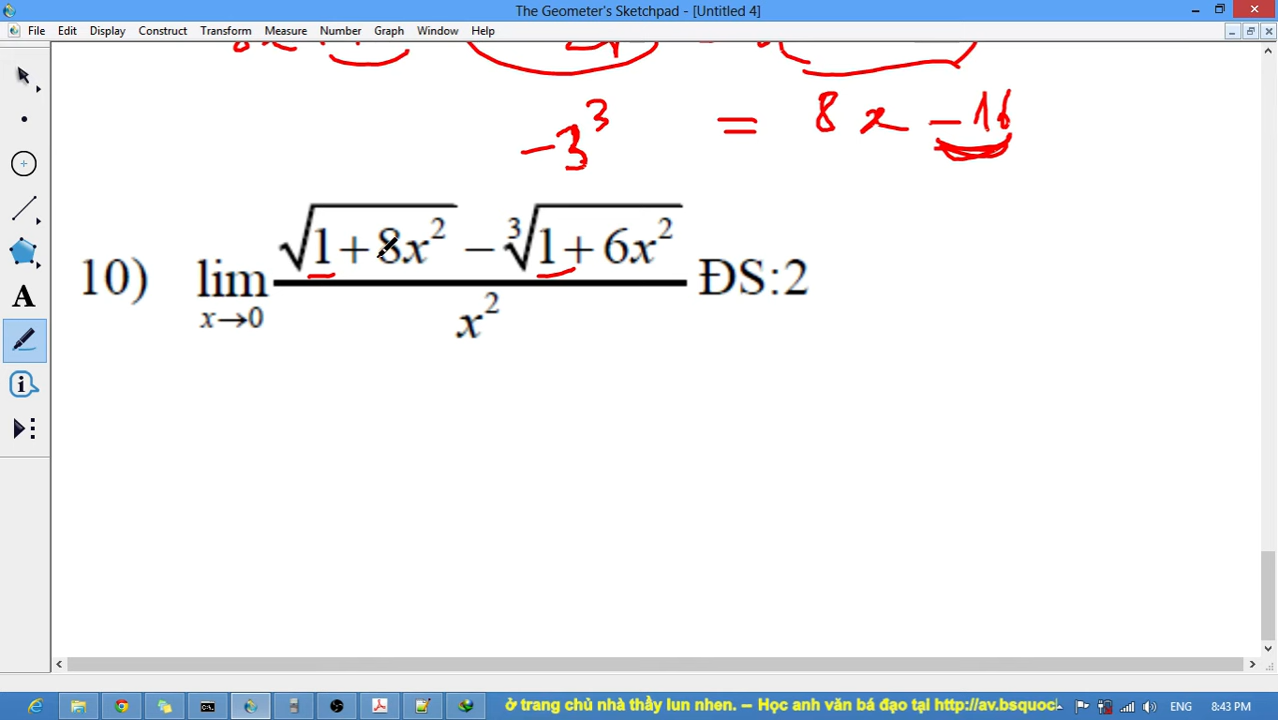 The Geometer's Sketchpad - [Untitled 4]
File Edit Display Construct Transform Measure Number Graph Window Help
-3³ = 8x -16
10) lim x→0 (√(1+8x²) − ∛(1+6x²)) / x² ĐS:2
ở trang chủ nhà thầy lun nhen. – Học anh văn bá đạo tại http://av.bsquoc
ENG 8:43 PM